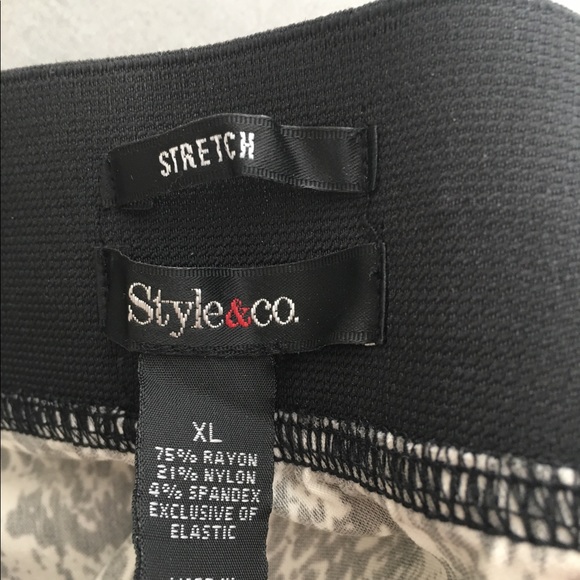 STRETCH
Style&co.
XL
75% RAYON
21% NYLON
4% SPANDEX
EXCLUSIVE OF
ELASTIC